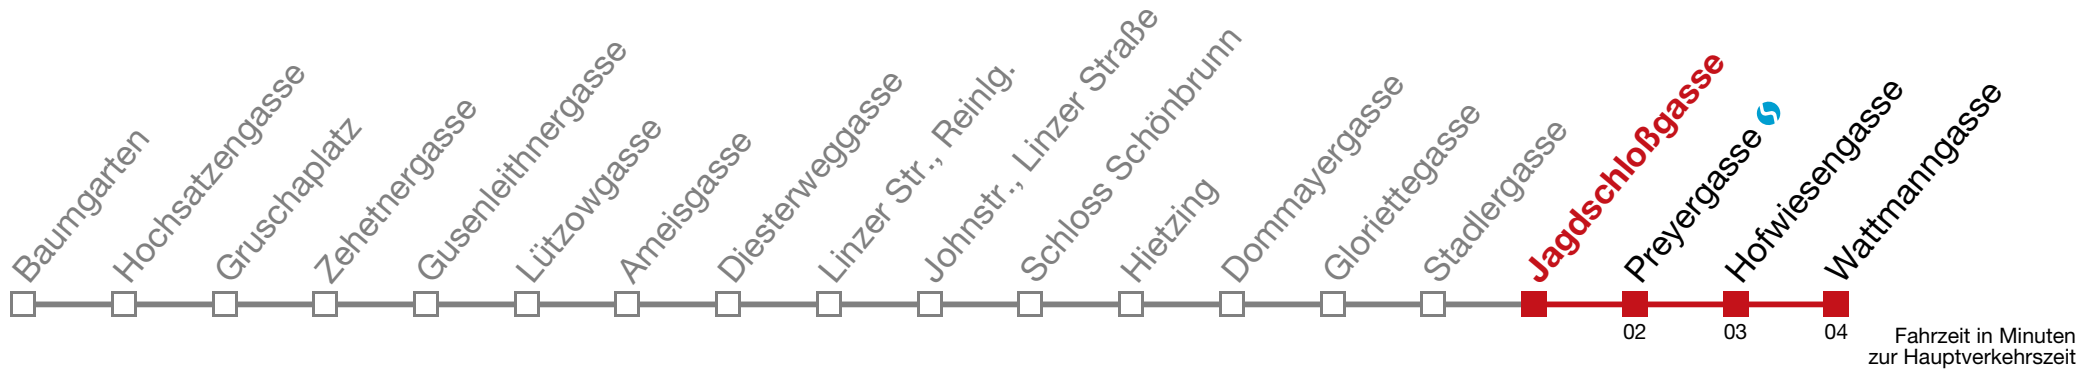 Baumgarten
Hochsatzengasse
Gruschaplatz
Zehetnergasse
Gusenleithnergasse
Lützowgasse
Ameisgasse
Diesterweggasse
Linzer Str., Reinlg.
Johnstr., Linzer Straße
Schloss Schönbrunn
Hietzing
Dommayergasse
Gloriettegasse
Stadlergasse
Jagdschloßgasse
Preyergasse
Hofwiesengasse
Wattmanngasse
02
03
04
Fahrzeit in Minuten
zur Hauptverkehrszeit